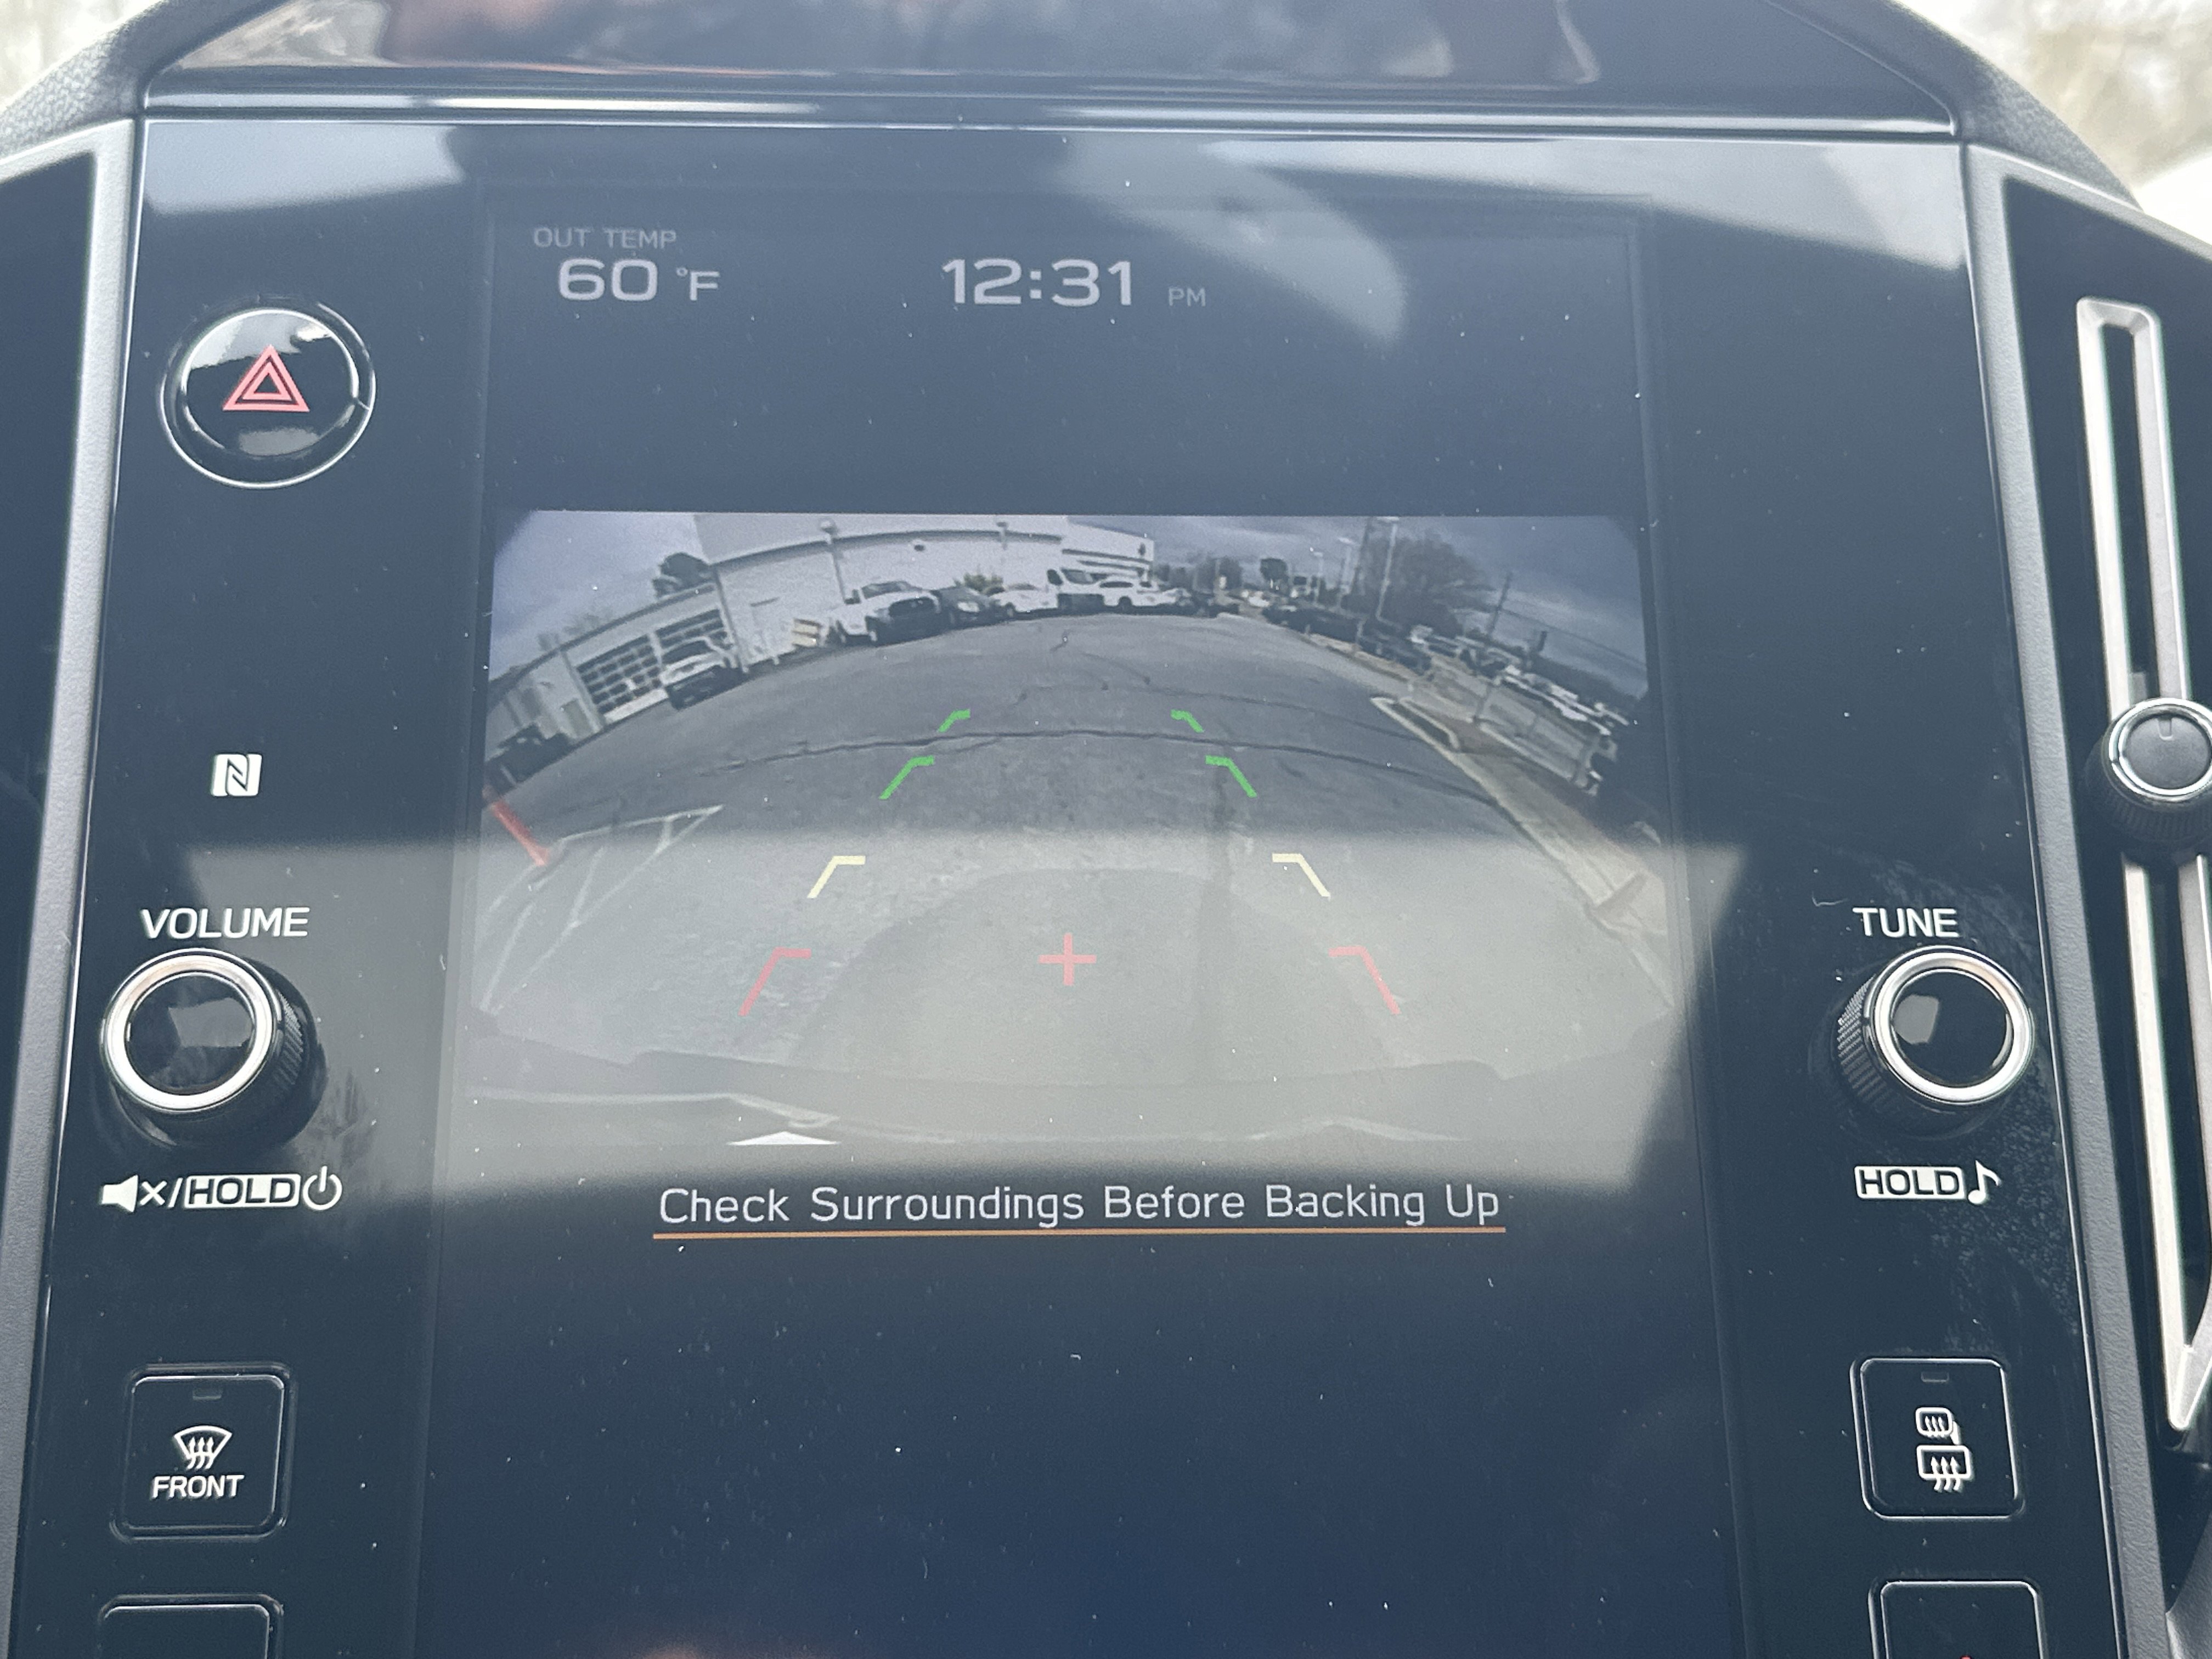 OUT TEMP
60 °F
12:31 PM
VOLUME
TUNE
/HOLD
HOLD
Check Surroundings Before Backing Up
FRONT